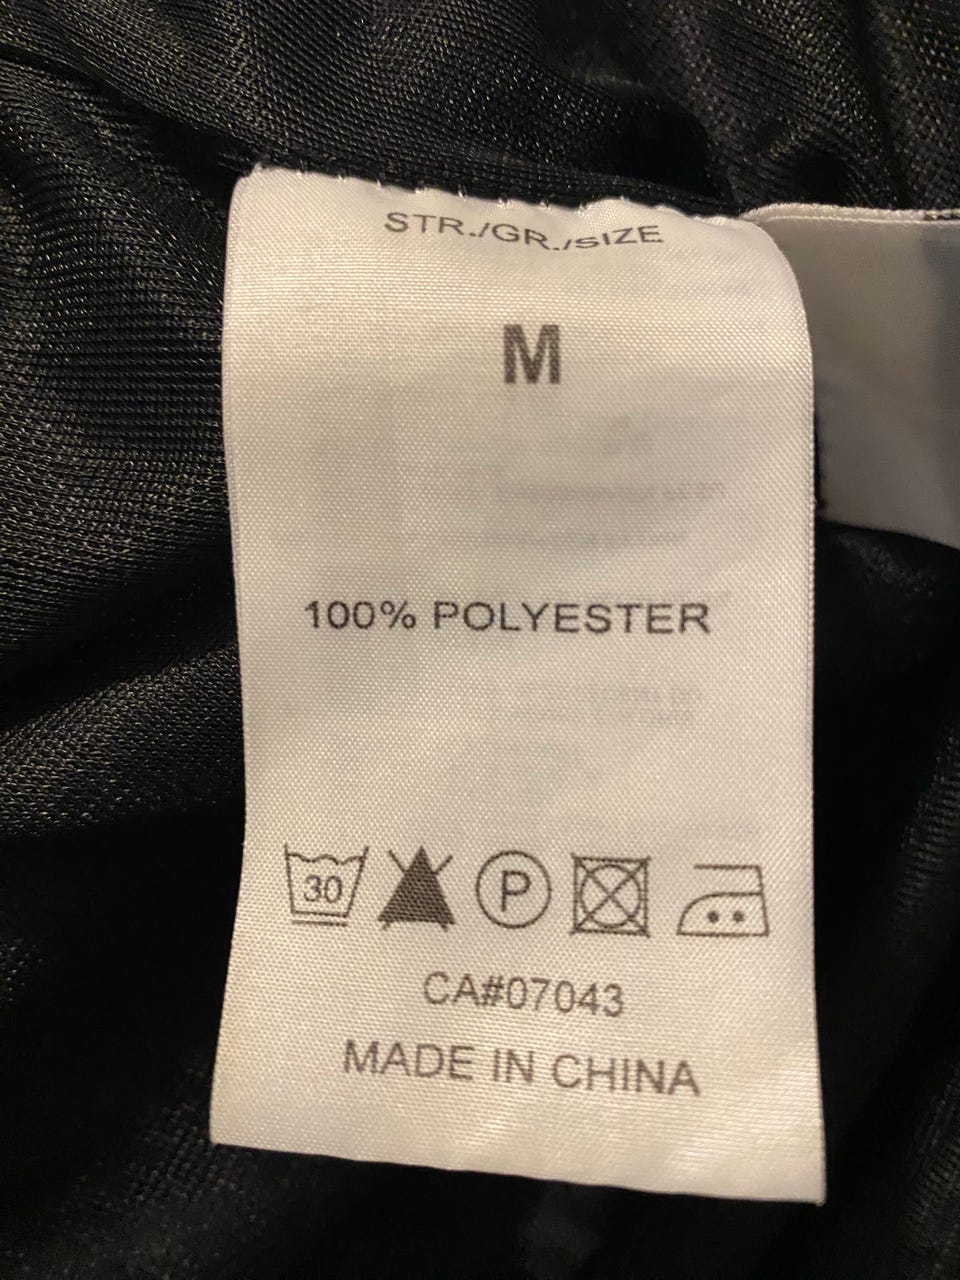 STR./GR./SIZE
M
100% POLYESTER
30 P
CA#07043
MADE IN CHINA